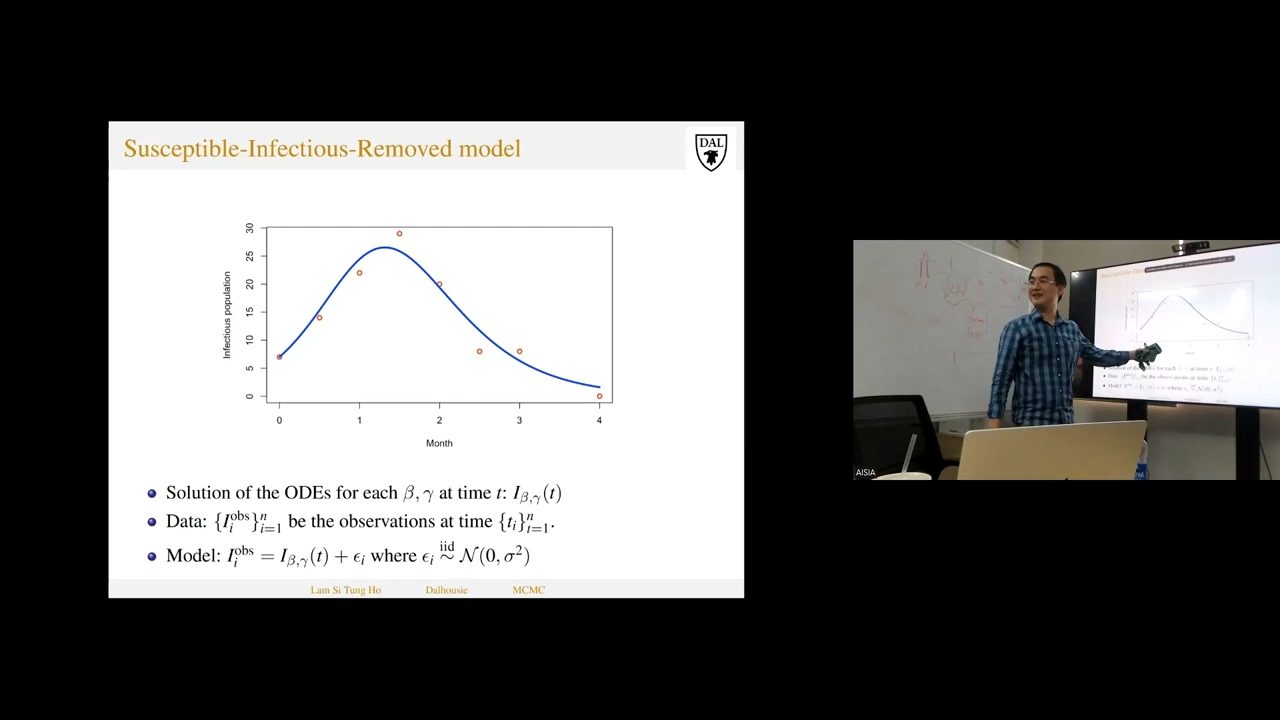 Susceptible-Infectious-Removed model
DAL
30
25
20
15
10
5
0
Infectious population
0 1 2 3 4
Month
Solution of the ODEs for each β, γ at time t: I_{β,γ}(t)
Data: {I_i^{obs}}_{i=1}^n be the observations at time {t_i}_{t=1}^n.
Model: I_i^{obs} = I_{β,γ}(t) + ϵ_i where ϵ_i \overset{iid}{∼} N(0, σ²)
Lam Si Tung Ho Dalhousie MCMC
AISIA